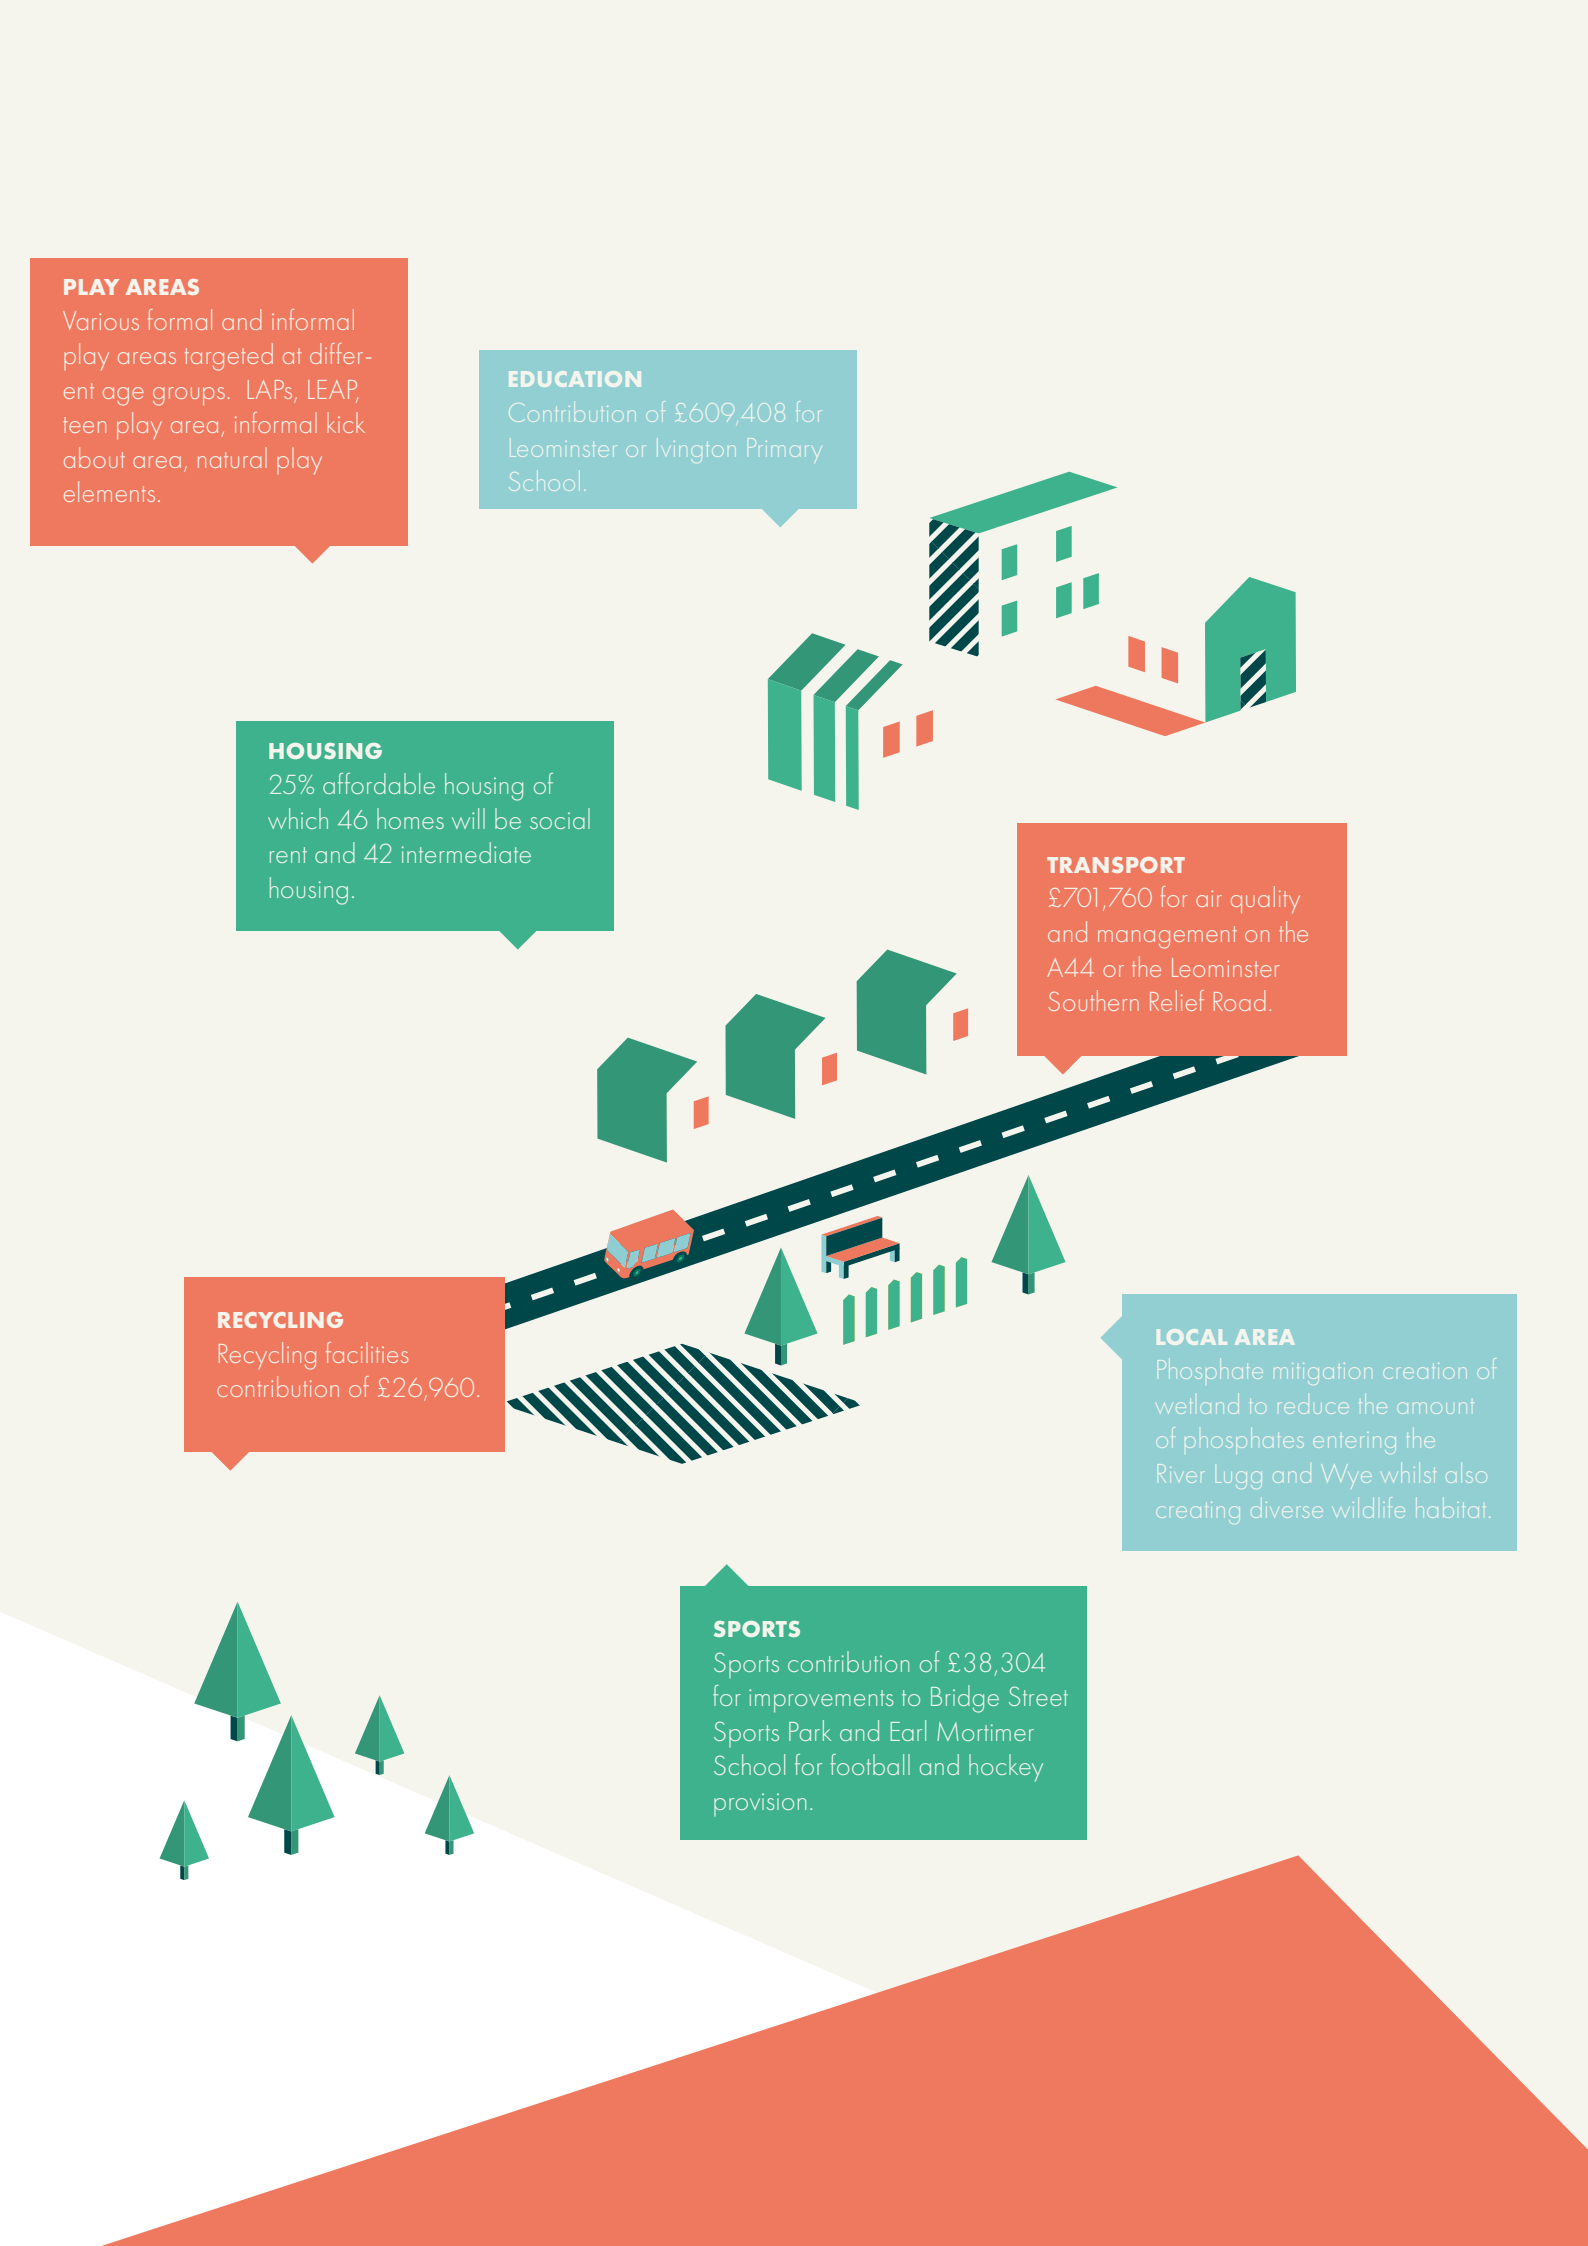 PLAY AREAS
Various formal and informal
play areas targeted at differ-
ent age groups.  LAPs, LEAP,
teen play area, informal kick
about area, natural play
elements.
EDUCATION
Contribution of £609,408 for
Leominster or Ivington Primary
School.
HOUSING
25% affordable housing of
which 46 homes will be social
rent and 42 intermediate
housing.
TRANSPORT
£701,760 for air quality
and management on the
A44 or the Leominster
Southern Relief Road.
RECYCLING
Recycling facilities
contribution of £26,960.
LOCAL AREA
Phosphate mitigation creation of
wetland to reduce the amount
of phosphates entering the
River Lugg and Wye whilst also
creating diverse wildlife habitat.
SPORTS
Sports contribution of £38,304
for improvements to Bridge Street
Sports Park and Earl Mortimer
School for football and hockey
provision.